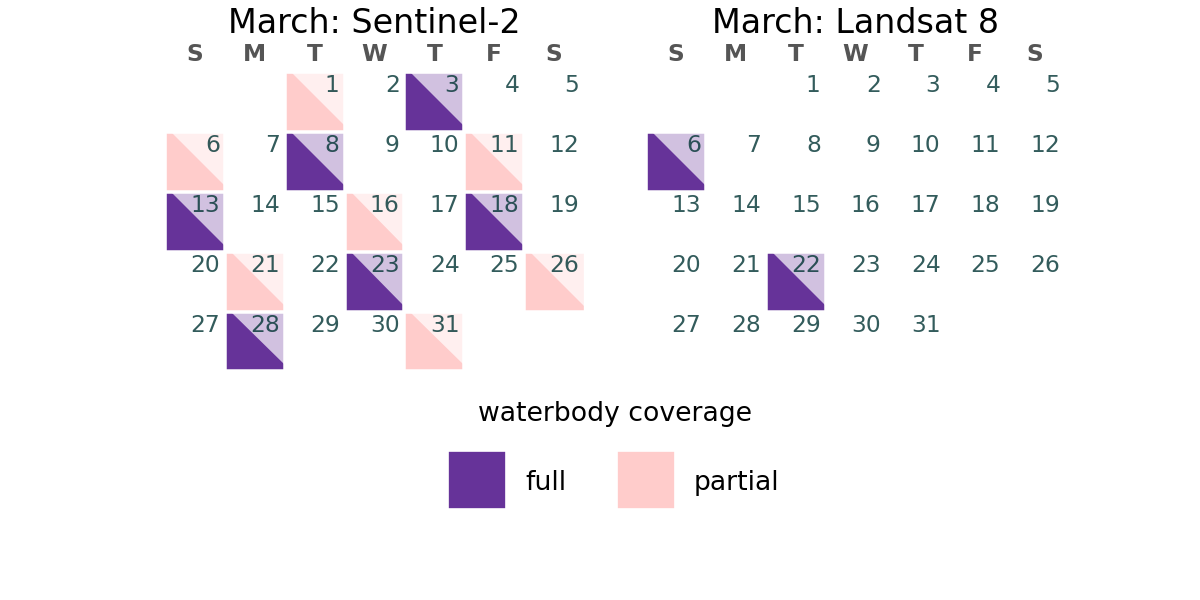 March: Sentinel-2
S M T W T F S
1 2 3 4 5
6 7 8 9 10 11 12
13 14 15 16 17 18 19
20 21 22 23 24 25 26
27 28 29 30 31
March: Landsat 8
S M T W T F S
1 2 3 4 5
6 7 8 9 10 11 12
13 14 15 16 17 18 19
20 21 22 23 24 25 26
27 28 29 30 31
waterbody coverage
full partial